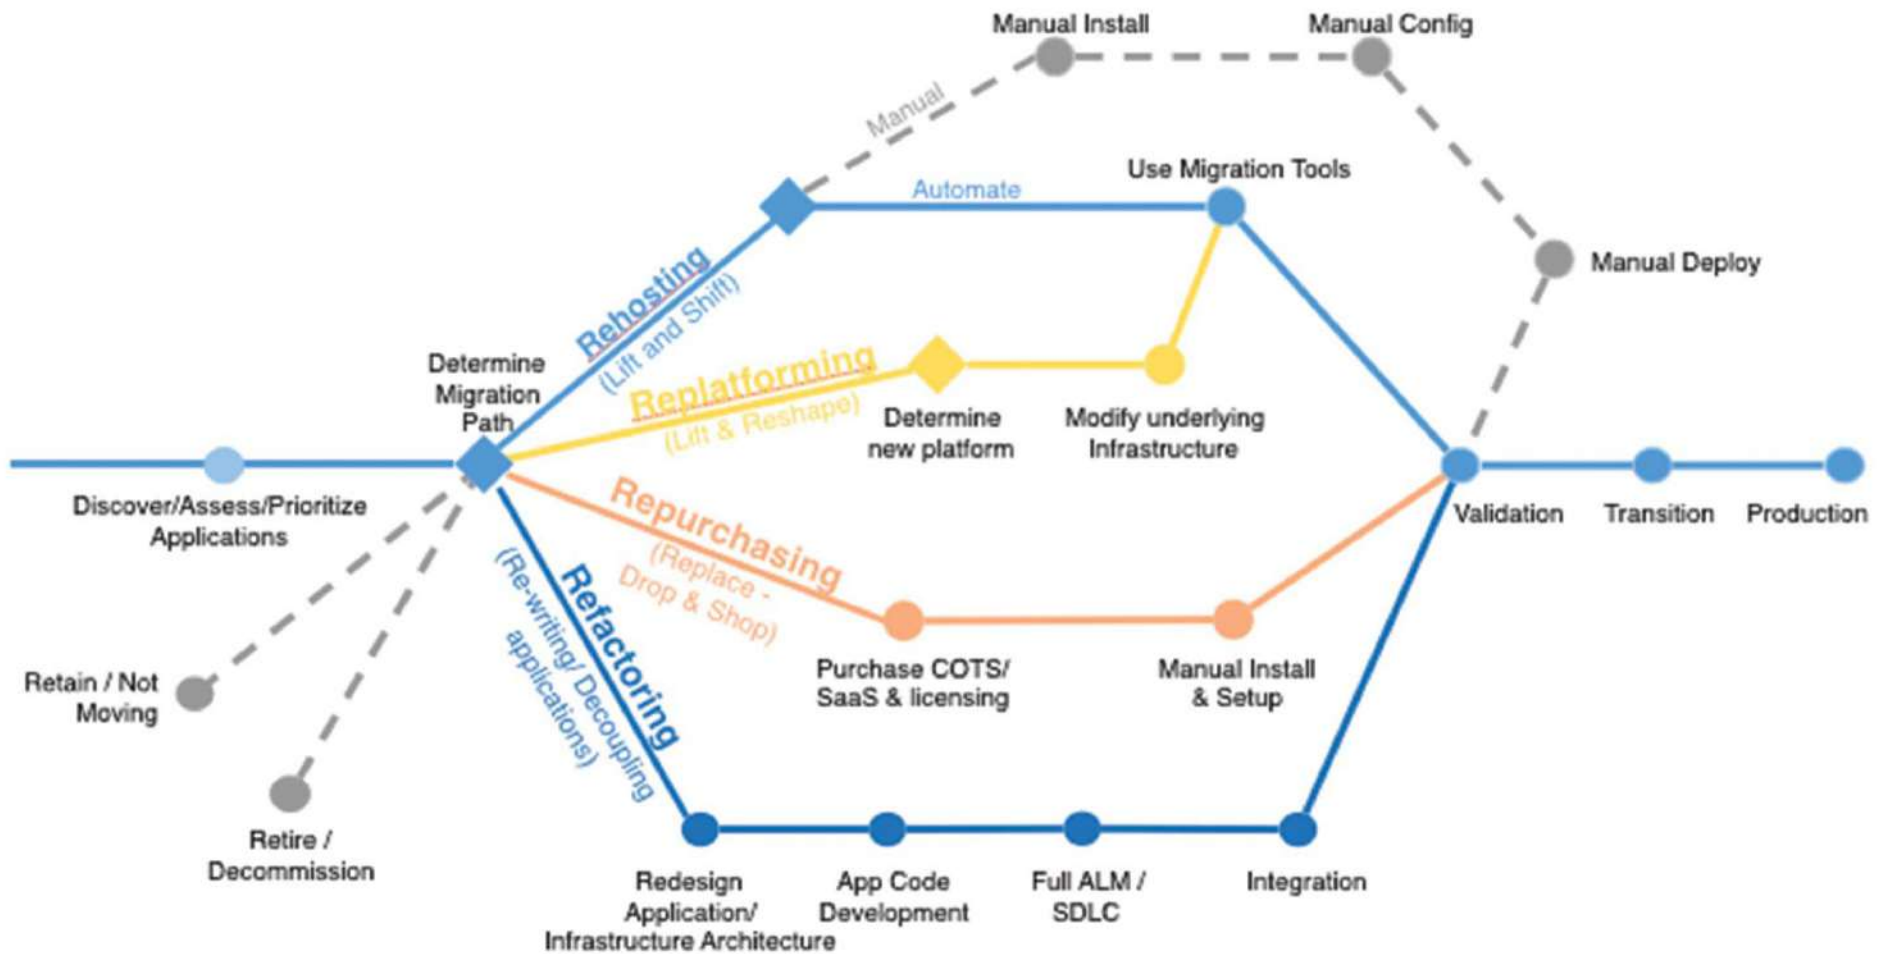 Manual Install
Manual Config
Manual
Automate
Use Migration Tools
Manual Deploy
Rehosting
(Lift and Shift)
Determine
Migration
Path
Replatforming
(Lift & Reshape)
Determine
new platform
Modify underlying
Infrastructure
Discover/Assess/Prioritize
Applications
Repurchasing
(Replace -
Drop & Shop)
Validation
Transition
Production
Refactoring
(Re-writing/ Decoupling
applications)
Purchase COTS/
SaaS & licensing
Manual Install
& Setup
Retain / Not
Moving
Retire /
Decommission
Redesign
Application/
Infrastructure Architecture
App Code
Development
Full ALM /
SDLC
Integration